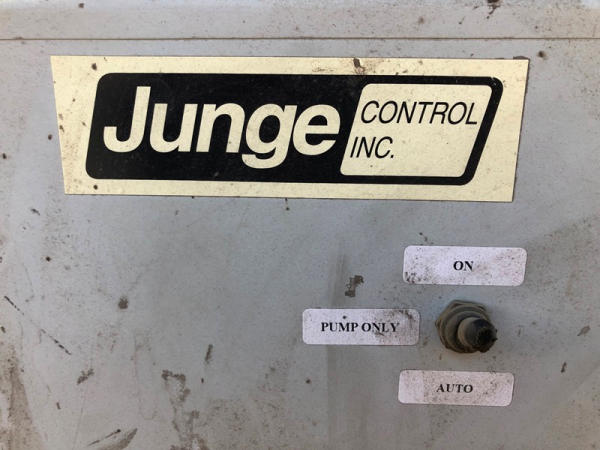 Junge CONTROL
INC.
ON
PUMP ONLY
AUTO